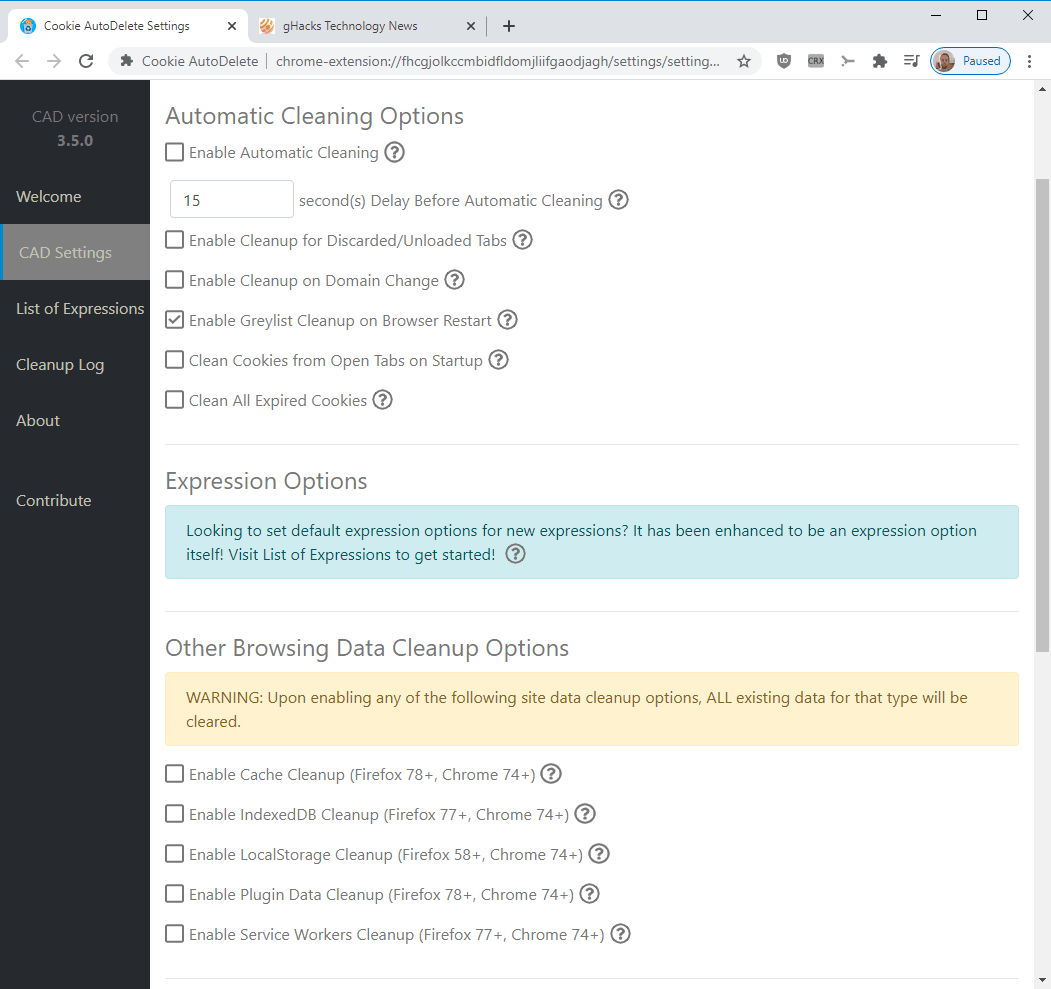 Cookie AutoDelete Settings
gHacks Technology News
Cookie AutoDelete
chrome-extension://fhcgjolkccmbidfldomjliifgaodjagh/settings/setting...
CRX
Paused
CAD version
3.5.0
Welcome
CAD Settings
List of Expressions
Cleanup Log
About
Contribute
Automatic Cleaning Options
Enable Automatic Cleaning ?
15 second(s) Delay Before Automatic Cleaning ?
Enable Cleanup for Discarded/Unloaded Tabs ?
Enable Cleanup on Domain Change ?
Enable Greylist Cleanup on Browser Restart ?
Clean Cookies from Open Tabs on Startup ?
Clean All Expired Cookies ?
Expression Options
Looking to set default expression options for new expressions? It has been enhanced to be an expression option
itself! Visit List of Expressions to get started! ?
Other Browsing Data Cleanup Options
WARNING: Upon enabling any of the following site data cleanup options, ALL existing data for that type will be
cleared.
Enable Cache Cleanup (Firefox 78+, Chrome 74+) ?
Enable IndexedDB Cleanup (Firefox 77+, Chrome 74+) ?
Enable LocalStorage Cleanup (Firefox 58+, Chrome 74+) ?
Enable Plugin Data Cleanup (Firefox 78+, Chrome 74+) ?
Enable Service Workers Cleanup (Firefox 77+, Chrome 74+) ?